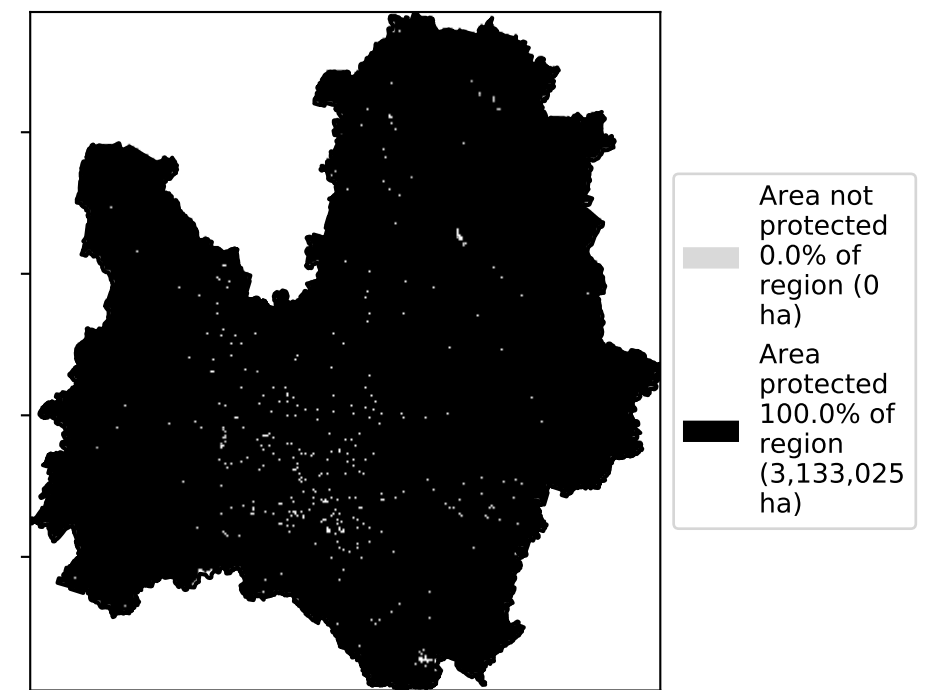 Area not
protected
0.0% of
region (0
ha)
Area
protected
100.0% of
region
(3,133,025
ha)